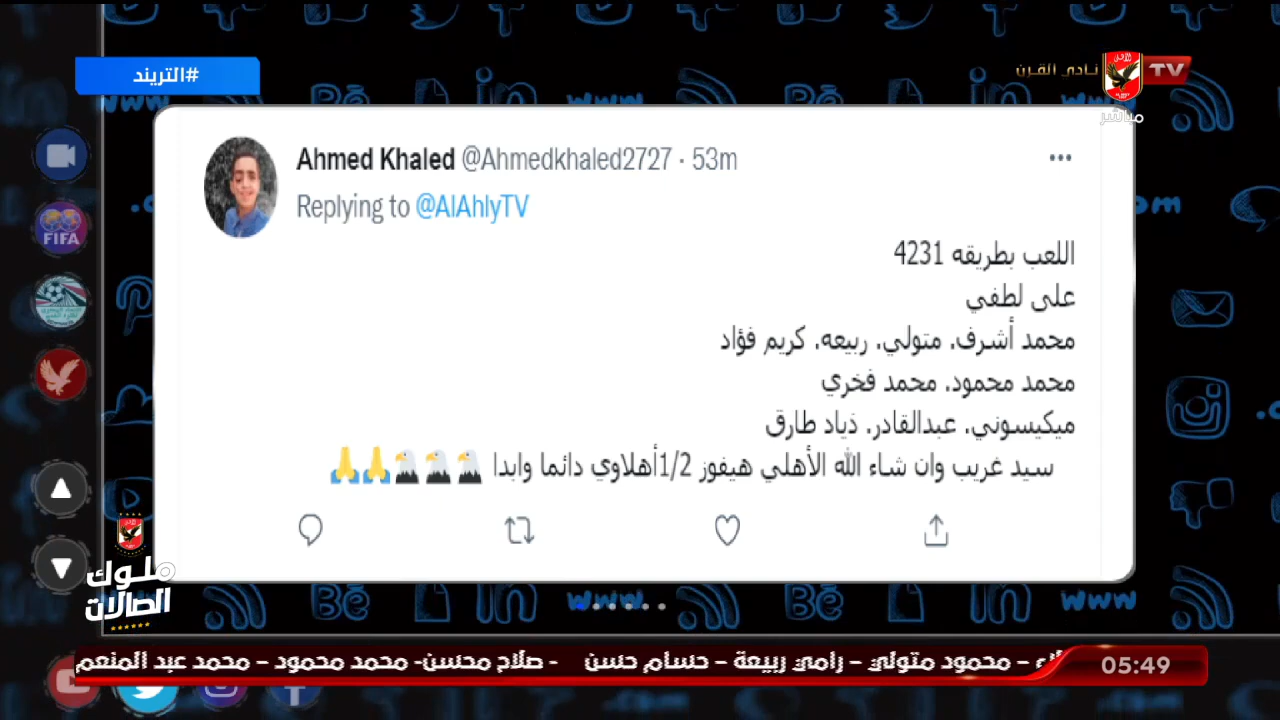 #التريند
نادي القرن
TV
مباشر
Ahmed Khaled @Ahmedkhaled2727 · 53m
Replying to @AlAhlyTV
اللعب بطريقه 4231
على لطفي
محمد أشرف، متولي، ربيعه، كريم فؤاد
محمد محمود، محمد فخري
ميكيسوني، عبدالقادر، ذياد طارق
سيد غريب وان شاء الله الأهلي هيفوز 1/2أهلاوي دائما وابدا 🦅🦅🦅🙏🙏
FIFA
ملوك
الصالات
– محمود متولي – رامي ربيعة – حسام حسن - صلاح محسن- محمد محمود – محمد عبد المنعم
05:49